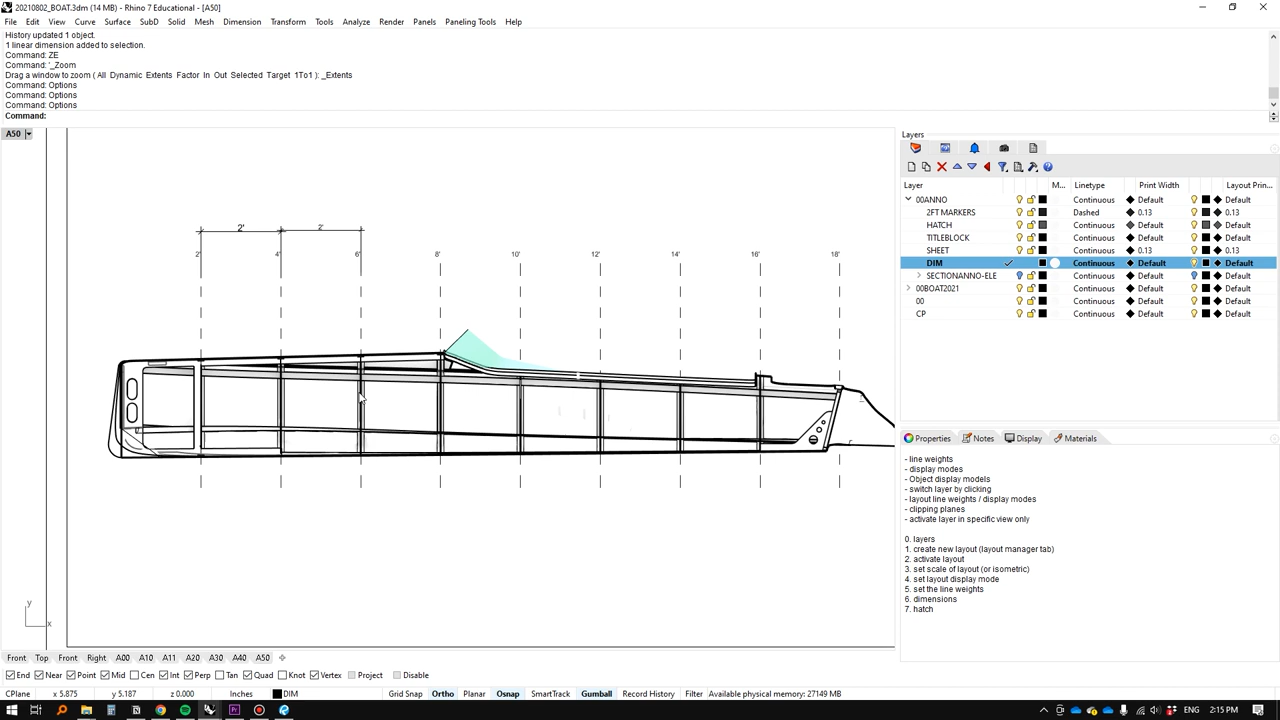 20210802_BOAT.3dm (14 MB) - Rhino 7 Educational - [A50]
File Edit View Curve Surface SubD Solid Mesh Dimension Transform Tools Analyze Render Panels Paneling Tools Help
History updated 1 object.
1 linear dimension added to selection.
Command: ZE
Command: '_Zoom
Drag a window to zoom ( All Dynamic Extents Factor In Out Selected Target 1To1 ): _Extents
Command: Options
Command: Options
Command: Options
Command:
A50
Layers
Layer M... Linetype Print Width Layout Prin...
00ANNO Continuous Default Default
2FT MARKERS Dashed 0.13 0.13
HATCH Continuous Default Default
TITLEBLOCK Continuous Default Default
SHEET Continuous 0.13 0.13
DIM Continuous Default Default
SECTIONANNO-ELE Continuous Default Default
00BOAT2021 Continuous Default Default
00 Continuous Default Default
CP Continuous Default Default
2' 2'
2' 4' 8' 10' 12' 14' 16' 18'
Properties Notes Display Materials
- line weights
- display modes
- Object display models
- switch layer by clicking
- layout line weights / display modes
- clipping planes
- activate layer in specific view only
0. layers
1. create new layout (layout manager tab)
2. activate layout
3. set scale of layout (or isometric)
4. set layout display mode
5. set the line weights
6. dimensions
7. hatch
y
x
Front Top Front Right A00 A10 A11 A20 A30 A40 A50
End Near Point Mid Cen Int Perp Tan Quad Knot Vertex Project Disable
CPlane x 5.875 y 5.187 z 0.000 Inches DIM Grid Snap Ortho Planar Osnap SmartTrack Gumball Record History Filter Available physical memory: 27149 MB
ENG 2:15 PM